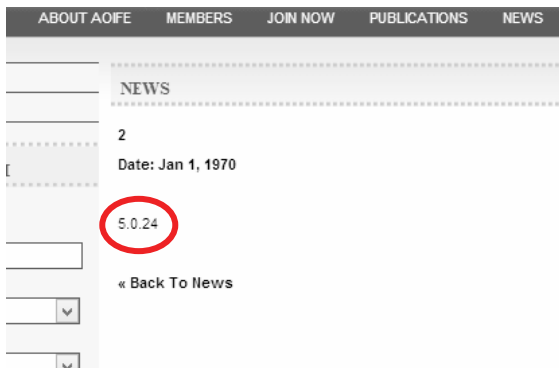 ABOUT AOIFE MEMBERS JOIN NOW PUBLICATIONS NEWS
NEWS
2
Date: Jan 1, 1970
5.0.24
« Back To News